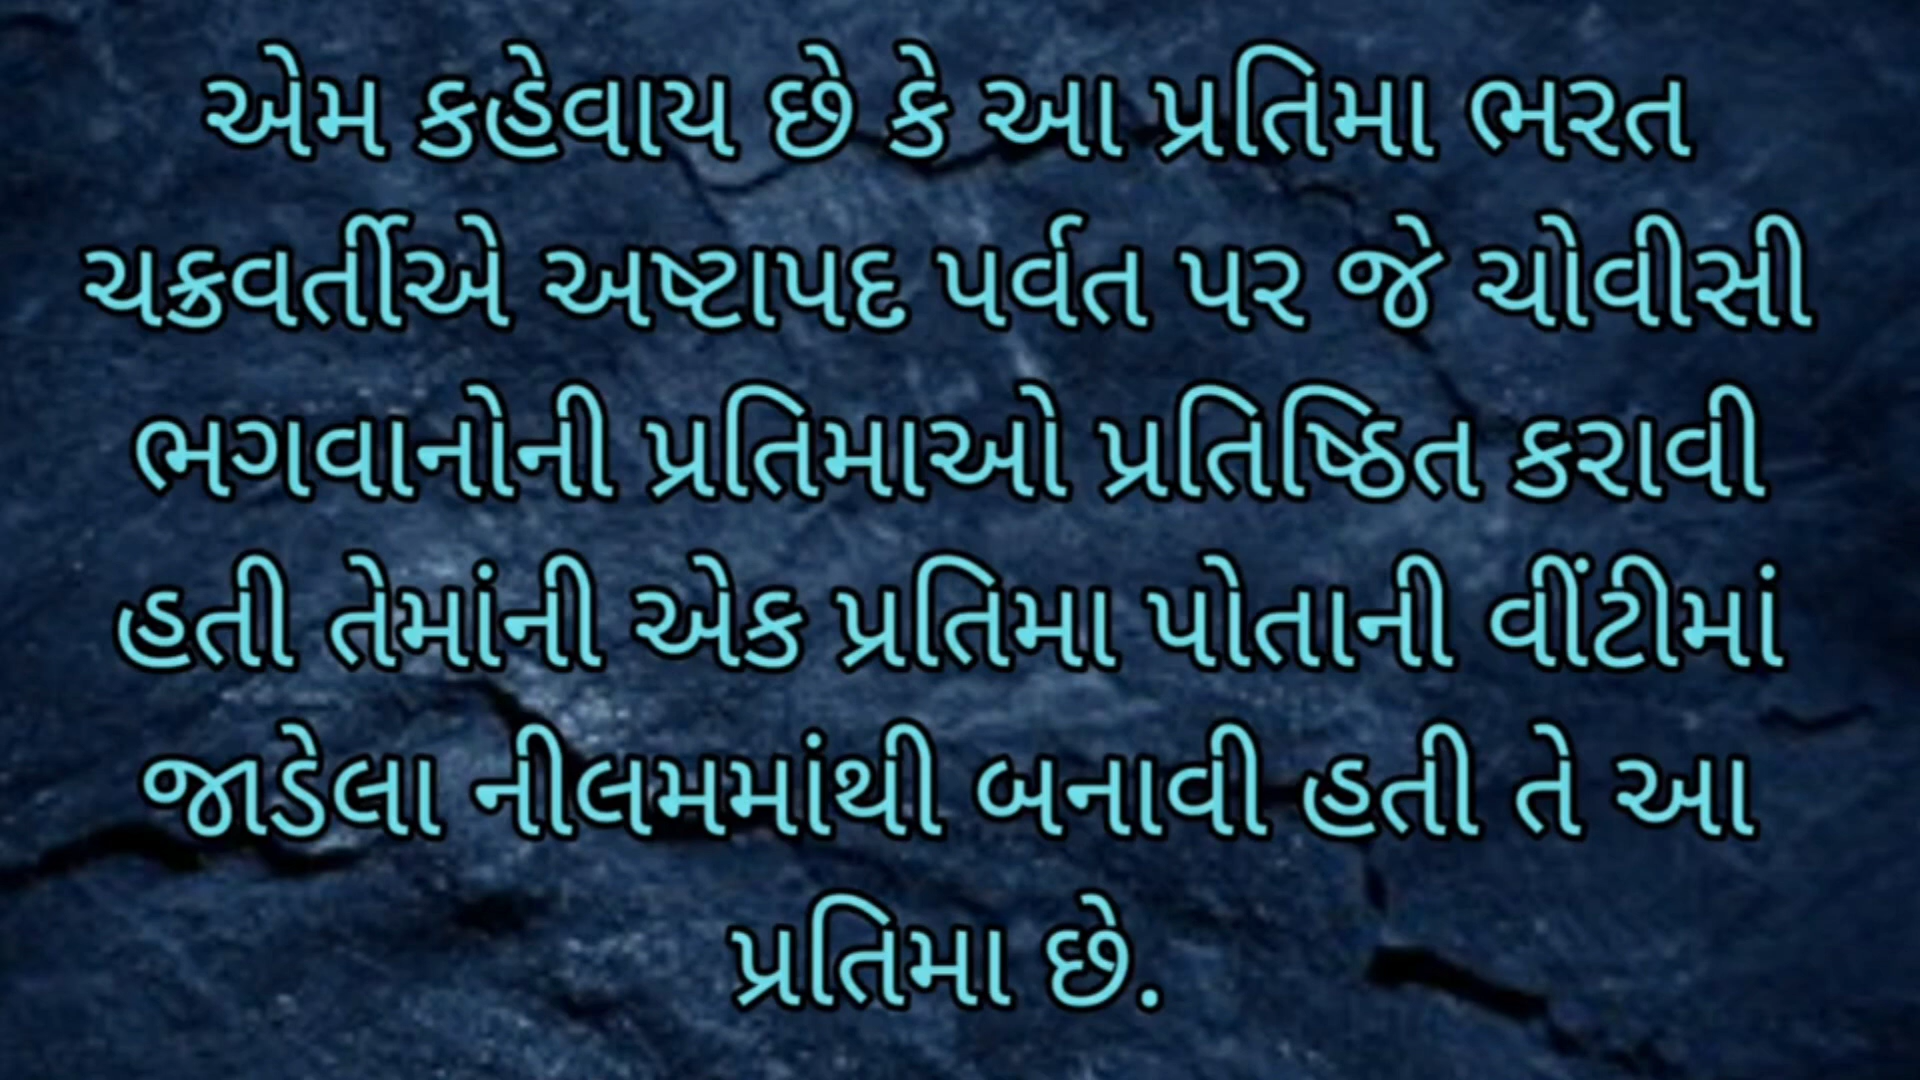 એમ કહેવાય છે કે આ પ્રતિમા ભરત
ચક્રવર્તીએ અષ્ટાપદ પર્વત પર જે ચોવીસી
ભગવાનોની પ્રતિમાઓ પ્રતિષ્ઠિત કરાવી
હતી તેમાંની એક પ્રતિમા પોતાની વીંટીમાં
જાડેલા નીલમમાંથી બનાવી હતી તે આ
પ્રતિમા છે.